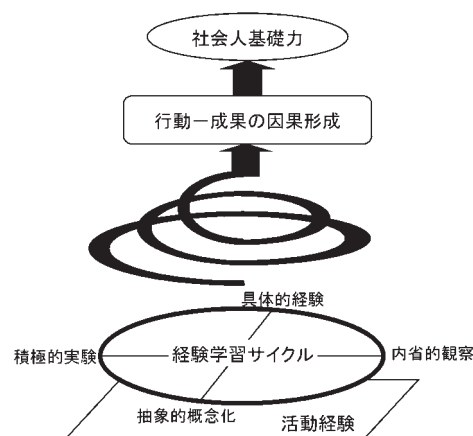 社会人基礎力
行動－成果の因果形成
具体的経験
積極的実験
経験学習サイクル
内省的観察
抽象的概念化
活動経験